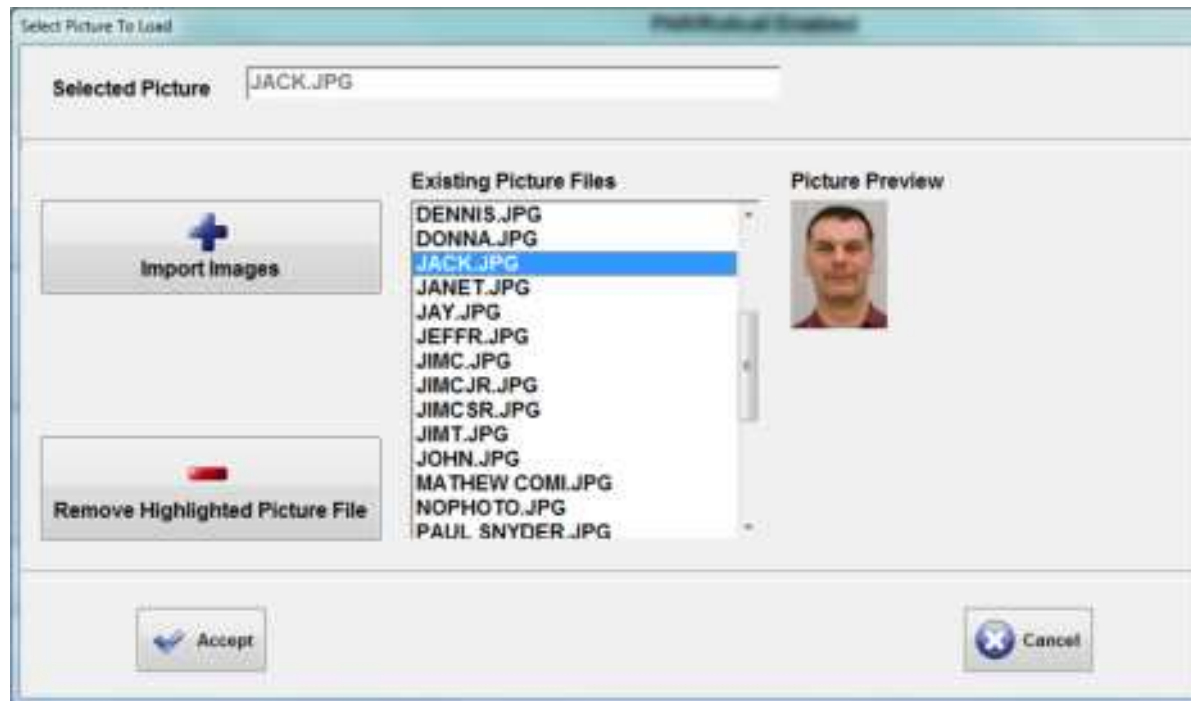 Select Picture To Load
Selected Picture JACK.JPG
Existing Picture Files
Picture Preview
Import Images
DENNIS.JPG
DONNA.JPG
JACK.JPG
JANET.JPG
JAY.JPG
JEFFR.JPG
JIMC.JPG
JIMCJR.JPG
JIMCSR.JPG
JIMT.JPG
JOHN.JPG
MATHEW COMI.JPG
NOPHOTO.JPG
PAUL SNYDER.JPG
Remove Highlighted Picture File
Accept
Cancel